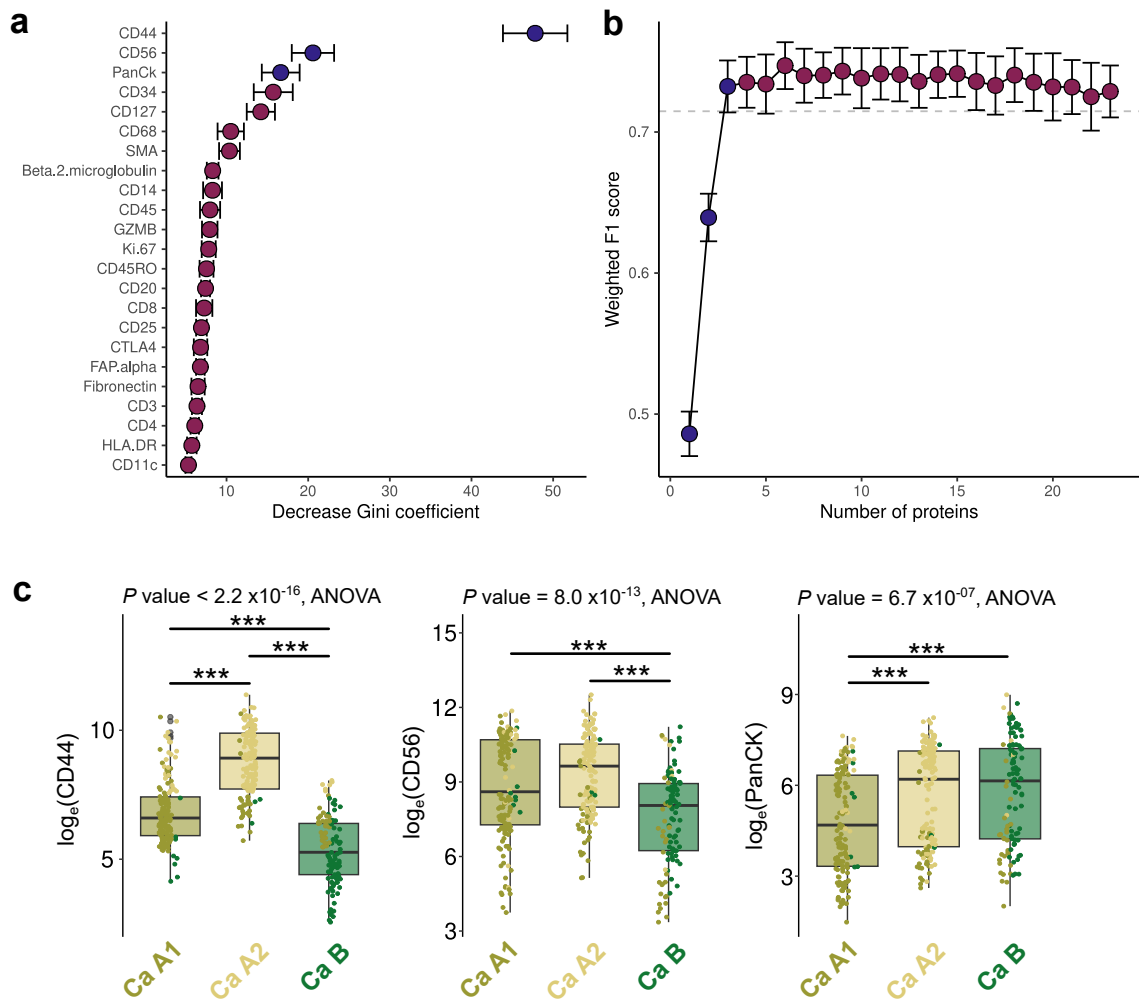 a
CD44
CD56
PanCk
CD34
CD127
CD68
SMA
Beta.2.microglobulin
CD14
CD45
GZMB
Ki.67
CD45RO
CD20
CD8
CD25
CTLA4
FAP.alpha
Fibronectin
CD3
CD4
HLA.DR
CD11c
10 20 30 40 50
Decrease Gini coefficient
b
Weighted F1 score
0.7
0.6
0.5
0 5 10 15 20
Number of proteins
c
P value < 2.2 x10-16, ANOVA
***
***
***
loge(CD44)
10
5
Ca A1 Ca A2 Ca B
P value = 8.0 x10-13, ANOVA
***
***
loge(CD56)
15
12
9
6
3
Ca A1 Ca A2 Ca B
P value = 6.7 x10-07, ANOVA
***
***
loge(PanCK)
9
6
3
Ca A1 Ca A2 Ca B